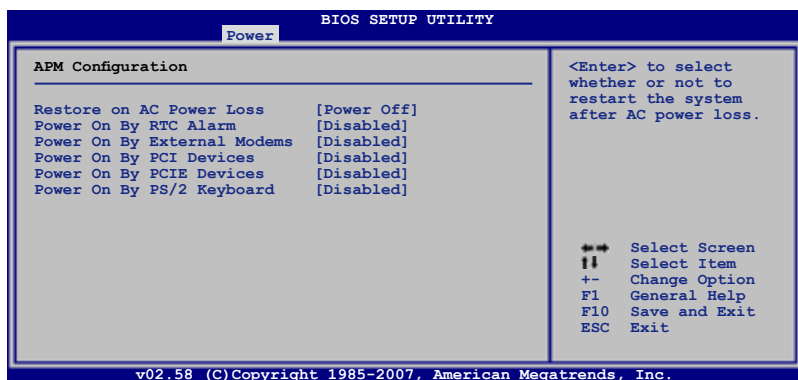 BIOS SETUP UTILITY
Power
APM Configuration
Restore on AC Power Loss [Power Off]
Power On By RTC Alarm [Disabled]
Power On By External Modems [Disabled]
Power On By PCI Devices [Disabled]
Power On By PCIE Devices [Disabled]
Power On By PS/2 Keyboard [Disabled]
<Enter> to select
whether or not to
restart the system
after AC power loss.
←→ Select Screen
↑↓ Select Item
+- Change Option
F1 General Help
F10 Save and Exit
ESC Exit
v02.58 (C)Copyright 1985-2007, American Megatrends, Inc.